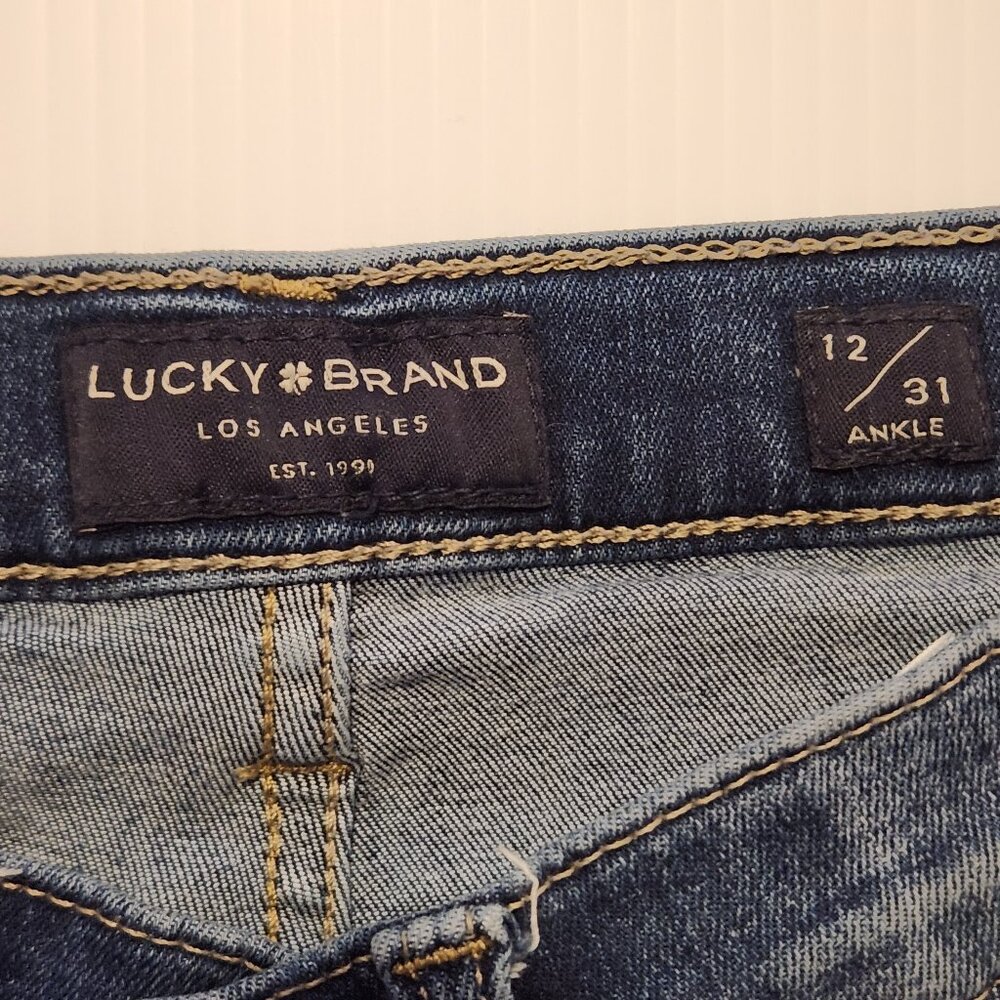 LUCKY BRAND
LOS ANGELES
EST. 1990
12/31
ANKLE